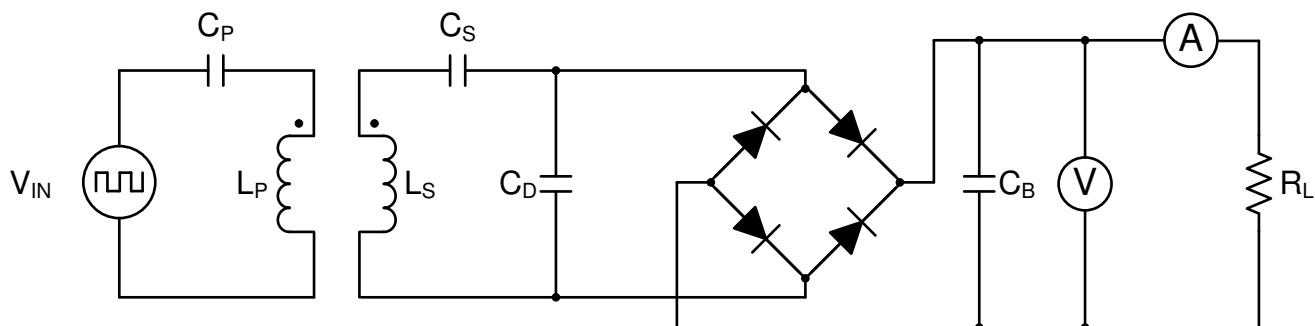 C_P
C_S
A
V_IN
L_P
L_S
C_D
C_B
V
R_L